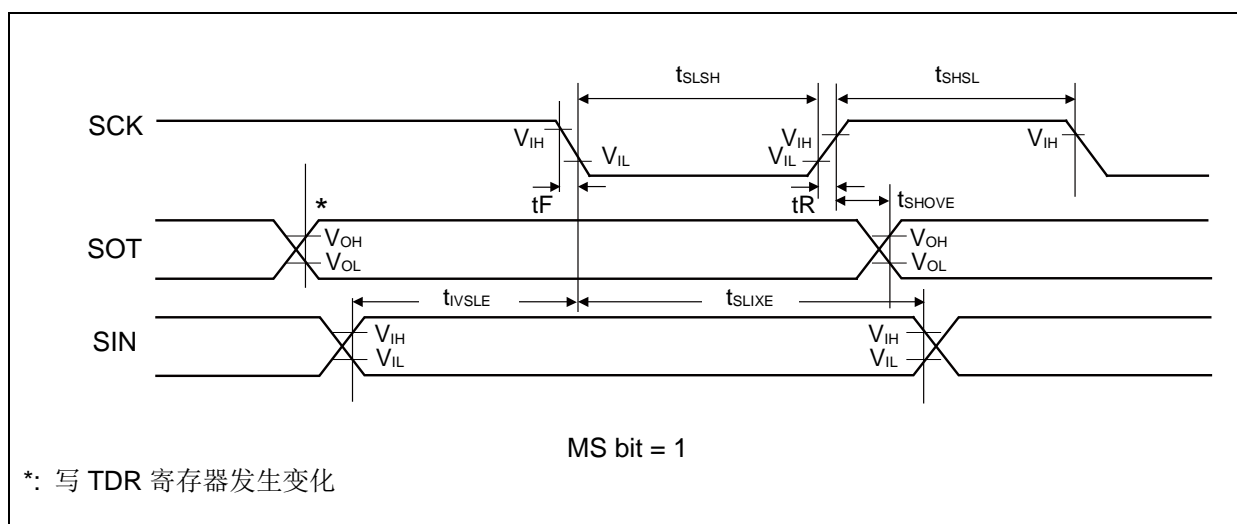 tSLSH
tSHSL
SCK
VIH
VIL
VIH
VIL
VIH
tF
tR
tSHOVE
*
SOT
VOH
VOL
VOH
VOL
tIVSLE
tSLIXE
SIN
VIH
VIL
VIH
VIL
MS bit = 1
*: 写 TDR 寄存器发生变化